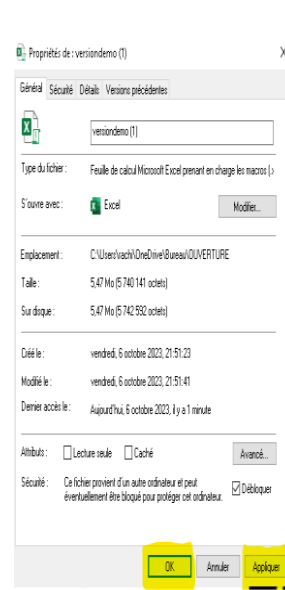 Propriétés de : versiondemo (1)
Général Sécurité Détails Versions précédentes
versiondemo (1)
Type du fichier : Feuille de calcul Microsoft Excel prenant en charge les macros (.x
S'ouvre avec : Excel Modifier...
Emplacement : C:\Users\vachi\OneDrive\Bureau\OUVERTURE
Taille : 5,47 Mo (5 740 141 octets)
Sur disque : 5,47 Mo (5 742 592 octets)
Créé le : vendredi, 6 octobre 2023, 21:51:23
Modifié le : vendredi, 6 octobre 2023, 21:51:41
Dernier accès le : Aujourd'hui, 6 octobre 2023, il y a 1 minute
Attributs : Lecture seule Caché Avancé...
Sécurité : Ce fichier provient d'un autre ordinateur et peut
éventuellement être bloqué pour protéger cet ordinateur. Débloquer
OK Annuler Appliquer